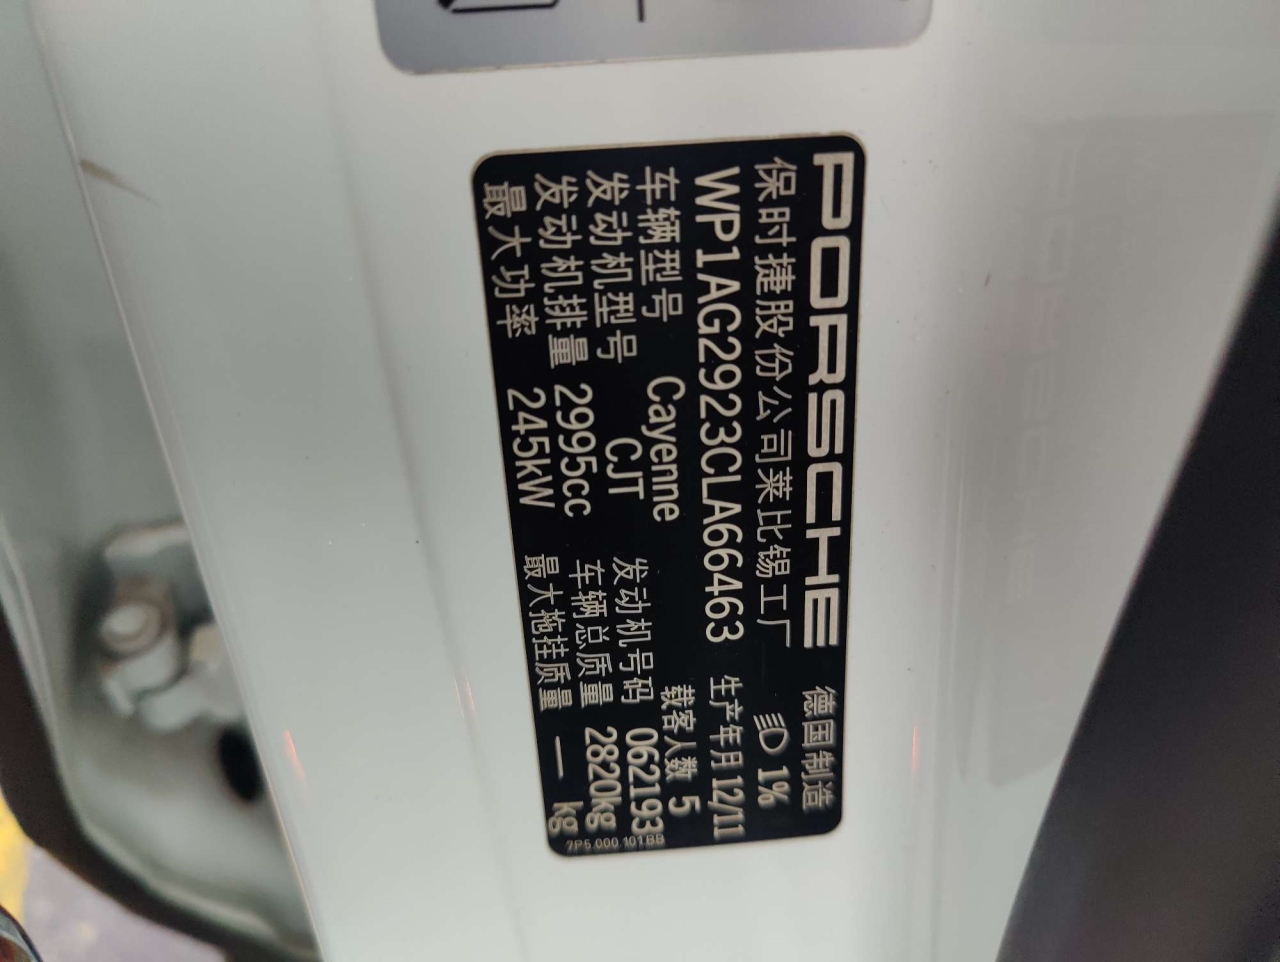 PORSCHE 德国制造
保时捷股份公司莱比锡工厂 1%
WP1AG2923CLA66463 生产年月 12/11
车辆型号 Cayenne 载客人数 5
发动机型号 CJT 发动机号码 062193
发动机排量 2995cc 车辆总质量 2820kg
最大功率 245kW 最大拖挂质量 — kg
7P5.000.101.BB